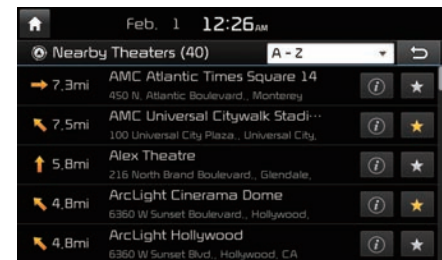 Feb. 1 12:26AM
Nearby Theaters (40) A - Z
7.3mi AMC Atlantic Times Square 14
450 N. Atlantic Boulevard., Monterey
7.5mi AMC Universal Citywalk Stadi···
100 Universal City Plaza., Universal City,
5.8mi Alex Theatre
216 North Brand Boulevard., Glendale,
4.8mi ArcLight Cinerama Dome
6360 W Sunset Boulevard., Hollywood,
4.8mi ArcLight Hollywood
6360 W Sunset Blvd., Hollywood, CA